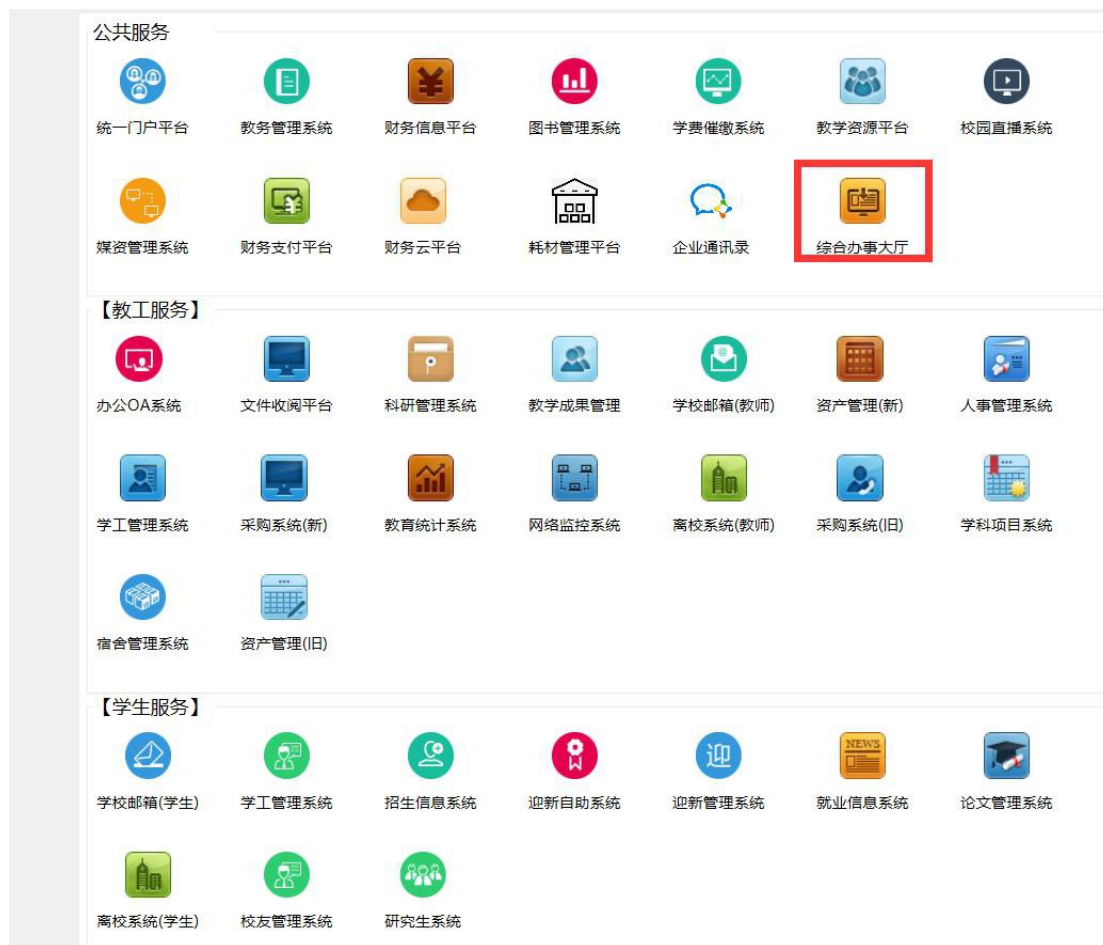 公共服务
统一门户平台 教务管理系统 财务信息平台 图书管理系统 学费催缴系统 教学资源平台 校园直播系统
媒资管理系统 财务支付平台 财务云平台 耗材管理平台 企业通讯录 综合办事大厅
【教工服务】
办公OA系统 文件收阅平台 科研管理系统 教学成果管理 学校邮箱(教师) 资产管理(新) 人事管理系统
学工管理系统 采购系统(新) 教育统计系统 网络监控系统 离校系统(教师) 采购系统(旧) 学科项目系统
宿舍管理系统 资产管理(旧)
【学生服务】
迎 NEWS
学校邮箱(学生) 学工管理系统 招生信息系统 迎新自助系统 迎新管理系统 就业信息系统 论文管理系统
离校系统(学生) 校友管理系统 研究生系统